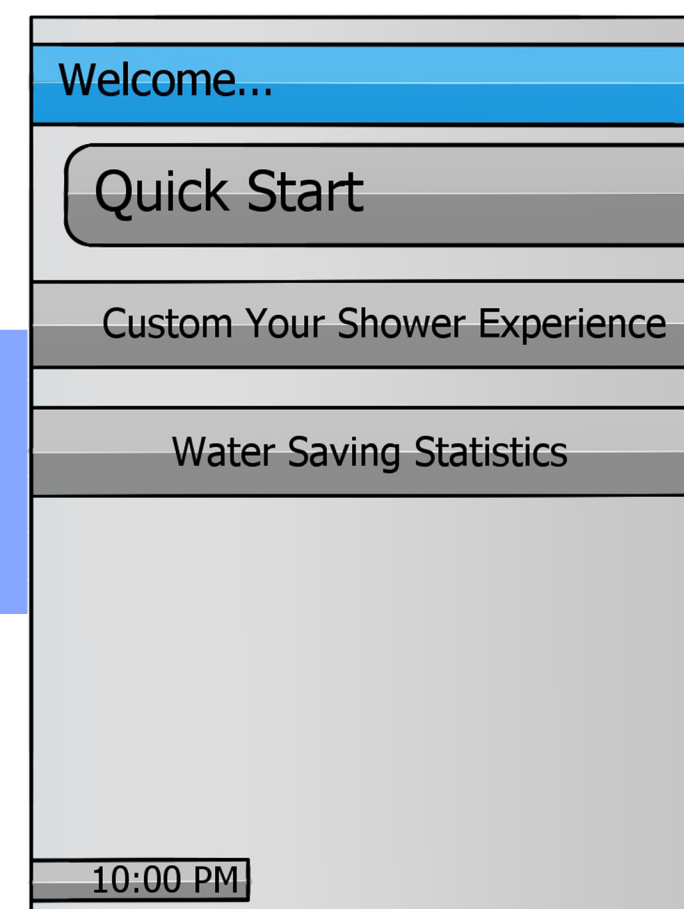 Welcome...
Quick Start
Custom Your Shower Experience
Water Saving Statistics
10:00 PM